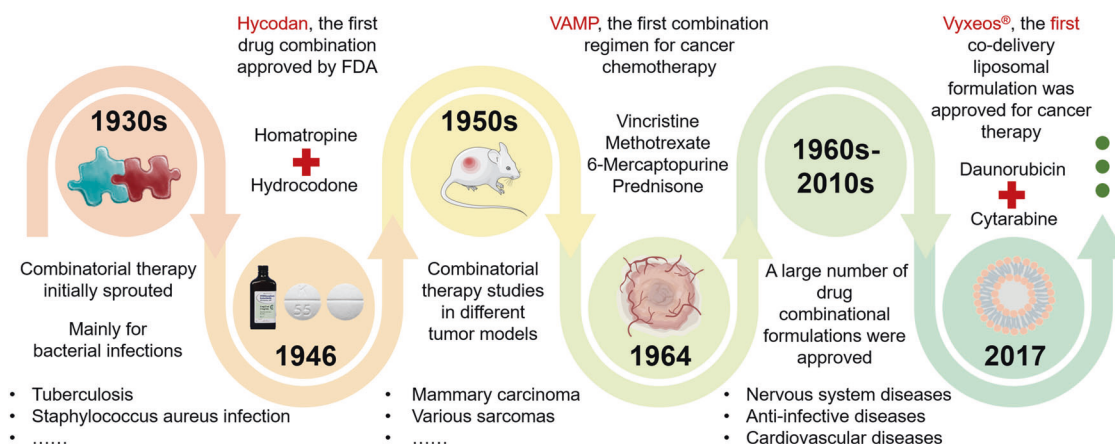 Hycodan, the first
drug combination
approved by FDA
VAMP, the first combination
regimen for cancer
chemotherapy
Vyxeos®, the first
co-delivery
liposomal
formulation was
approved for cancer
therapy
1930s
Homatropine
Hydrocodone
1950s
Vincristine
Methotrexate
6-Mercaptopurine
Prednisone
1960s-
2010s
Daunorubicin
Cytarabine
Combinatorial therapy
initially sprouted
Mainly for
bacterial infections
55
1946
Combinatorial
therapy studies
in different
tumor models
1964
A large number of
drug
combinational
formulations were
approved
2017
• Tuberculosis
• Staphylococcus aureus infection
• ......
• Mammary carcinoma
• Various sarcomas
• ......
• Nervous system diseases
• Anti-infective diseases
• Cardiovascular diseases